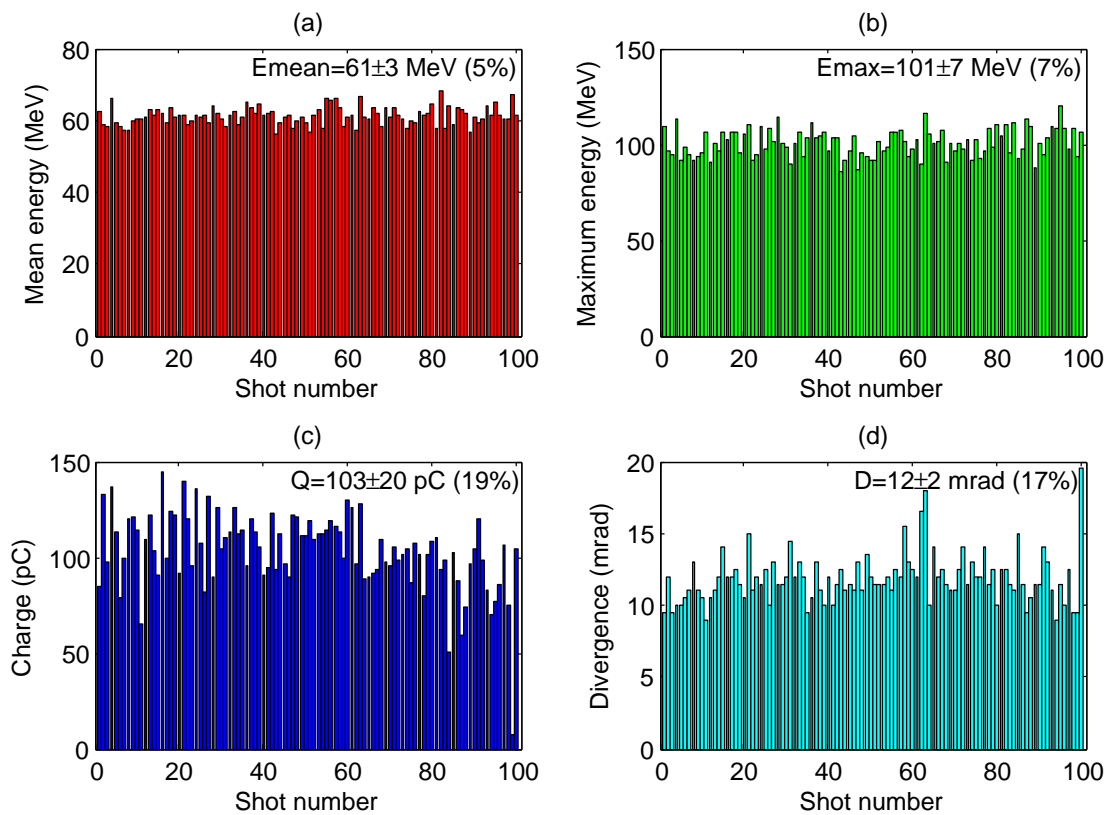 (a)
Emean=61±3 MeV (5%)
80
60
40
20
0
Mean energy (MeV)
0 20 40 60 80 100
Shot number
(b)
Emax=101±7 MeV (7%)
150
100
50
0
Maximum energy (MeV)
0 20 40 60 80 100
Shot number
(c)
Q=103±20 pC (19%)
150
100
50
0
Charge (pC)
0 20 40 60 80 100
Shot number
(d)
D=12±2 mrad (17%)
20
15
10
5
0
Divergence (mrad)
0 20 40 60 80 100
Shot number